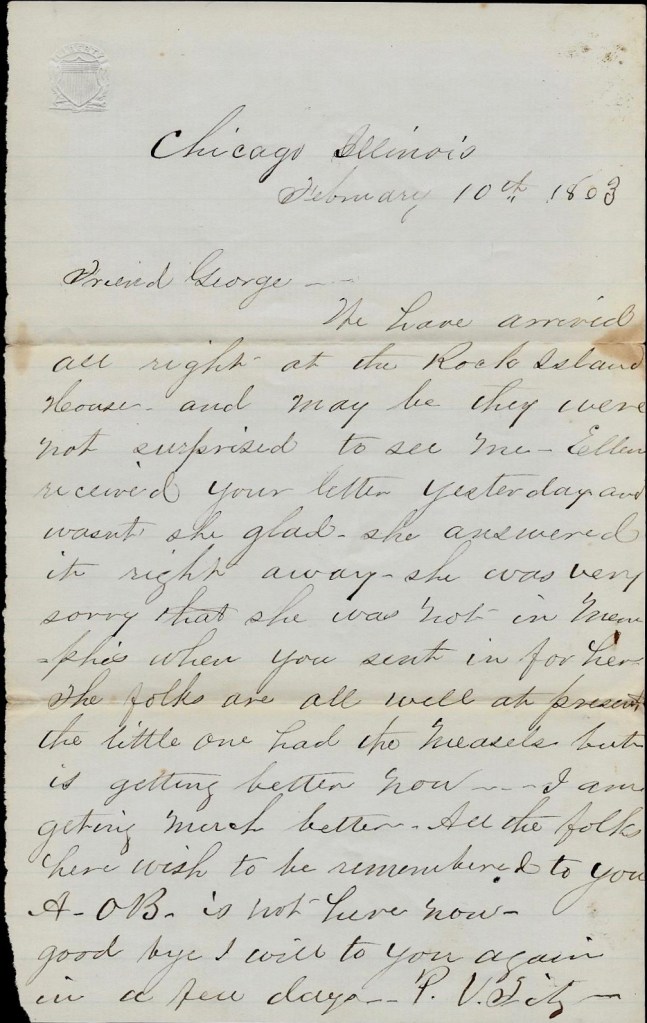 Chicago Illinois
February 10th 1863
Friend George
We have arrived
all right at the Rock Island
House - and may be they were
not surprised to see me - Ellen
received your letter yesterday and
wasnt she glad - she answered
it right away - she was very
sorry that she was not in Mem
-phis when you sent in for her.
The folks are all well at present
the little one had the measels but
is getting better now - - - I am
geting much better - All the folks
here wish to be remembered to you
A - OB - is not here now -
good bye I will to you again
in a few days - - P. V. Fitz -